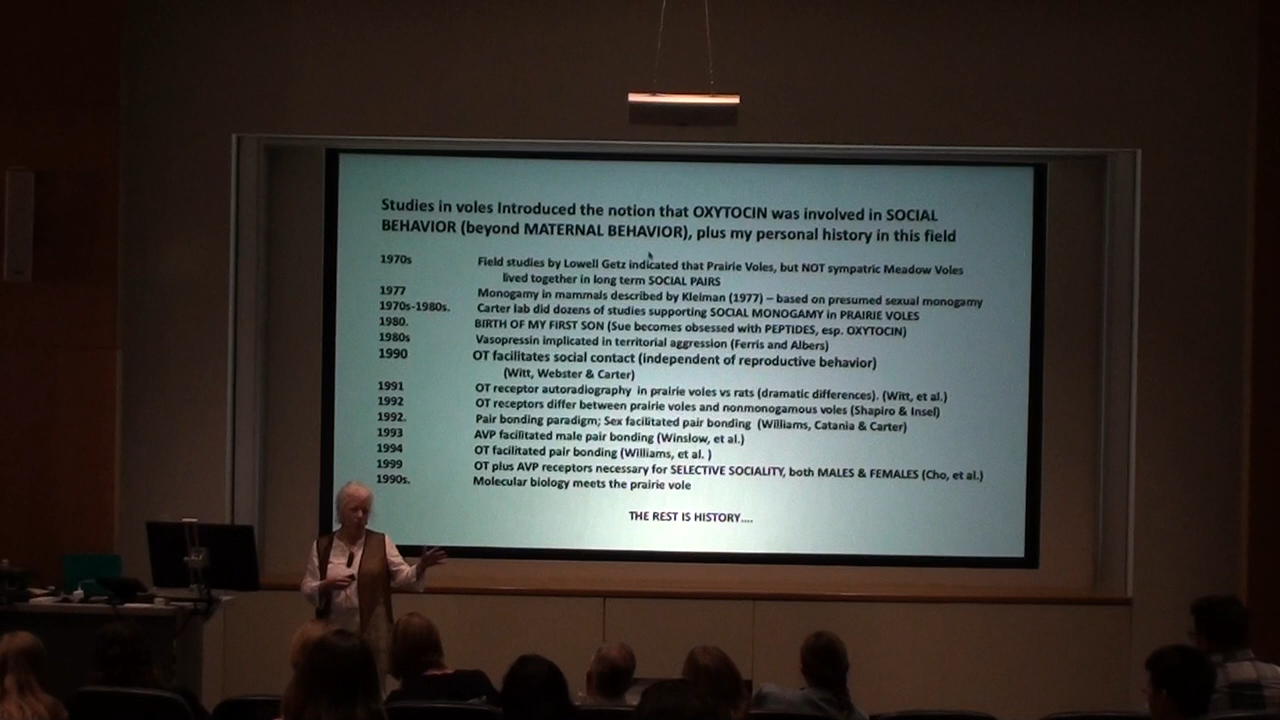 Studies in voles Introduced the notion that OXYTOCIN was involved in SOCIAL
BEHAVIOR (beyond MATERNAL BEHAVIOR), plus my personal history in this field
1970s Field studies by Lowell Getz indicated that Prairie Voles, but NOT sympatric Meadow Voles
lived together in long term SOCIAL PAIRS
1977 Monogamy in mammals described by Kleiman (1977) – based on presumed sexual monogamy
1970s-1980s. Carter lab did dozens of studies supporting SOCIAL MONOGAMY in PRAIRIE VOLES
1980. BIRTH OF MY FIRST SON (Sue becomes obsessed with PEPTIDES, esp. OXYTOCIN)
1980s Vasopressin implicated in territorial aggression (Ferris and Albers)
1990 OT facilitates social contact (independent of reproductive behavior)
(Witt, Webster & Carter)
1991 OT receptor autoradiography in prairie voles vs rats (dramatic differences). (Witt, et al.)
1992 OT receptors differ between prairie voles and nonmonogamous voles (Shapiro & Insel)
1992. Pair bonding paradigm; Sex facilitated pair bonding (Williams, Catania & Carter)
1993 AVP facilitated male pair bonding (Winslow, et al.)
1994 OT facilitated pair bonding (Williams, et al. )
1999 OT plus AVP receptors necessary for SELECTIVE SOCIALITY, both MALES & FEMALES (Cho, et al.)
1990s. Molecular biology meets the prairie vole
THE REST IS HISTORY....